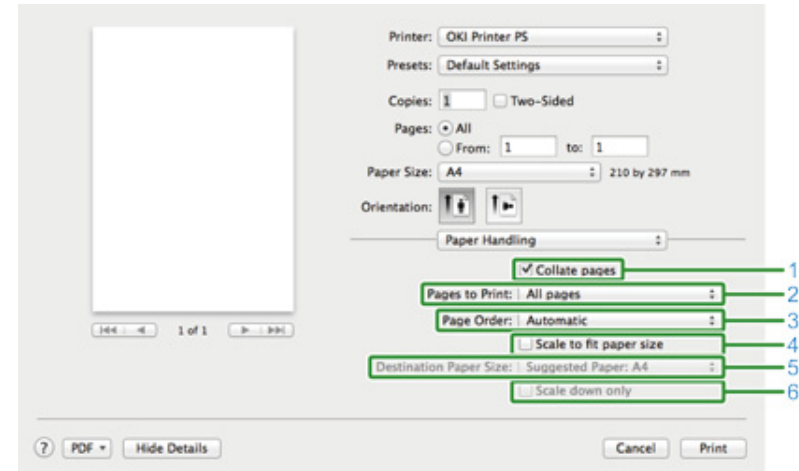 Printer: OKI Printer PS
Presets: Default Settings
Copies: 1 Two-Sided
Pages: All
From: 1 to: 1
Paper Size: A4 210 by 297 mm
Orientation:
Paper Handling
Collate pages 1
Pages to Print: All pages 2
Page Order: Automatic 3
1 of 1
Scale to fit paper size 4
Destination Paper Size: Suggested Paper: A4 5
Scale down only 6
? PDF Hide Details Cancel Print